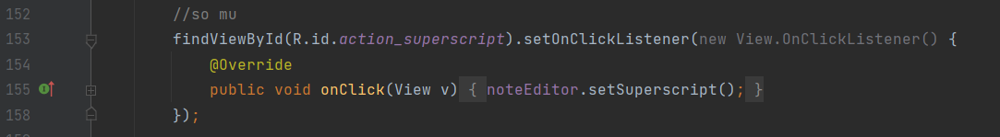 152 //so mu
153 findViewById(R.id.action_superscript).setOnClickListener(new View.OnClickListener() {
154 @Override
155 public void onClick(View v) { noteEditor.setSuperscript(); }
158 });